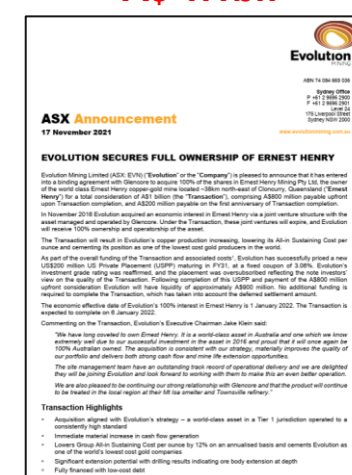 Evolution
MINING
ABN 74 084 669 036
Sydney Office
P +61 2 9696 2900
F +61 2 9696 2901
Level 24
175 Liverpool Street
Sydney NSW 2000
www.evolutionmining.com.au
ASX Announcement
17 November 2021
EVOLUTION SECURES FULL OWNERSHIP OF ERNEST HENRY
Evolution Mining Limited (ASX: EVN) ("Evolution" or the "Company") is pleased to announce that it has entered
into a binding agreement with Glencore to acquire 100% of the shares in Ernest Henry Mining Pty Ltd, the owner
of the world class Ernest Henry copper-gold mine located ~38km north-east of Cloncurry, Queensland ("Ernest
Henry") for a total consideration of A$1 billion (the "Transaction"), comprising A$800 million payable upfront
upon Transaction completion, and A$200 million payable on the first anniversary of Transaction completion.
In November 2016 Evolution acquired an economic interest in Ernest Henry via a joint venture structure with the
asset managed and operated by Glencore. Under the Transaction, these joint ventures will expire, and Evolution
will receive 100% ownership and operatorship of the asset.
The Transaction will result in Evolution's copper production increasing, lowering its All-in Sustaining Cost per
ounce and cementing its position as one of the lowest cost gold producers in the world.
As part of the overall funding of the Transaction and associated costs¹, Evolution has successfully priced a new
US$200 million US Private Placement (USPP) maturing in FY31, at a fixed coupon of 3.06%. Evolution's
investment grade rating was reaffirmed, and the placement was oversubscribed reflecting the note investors'
view on the quality of the Transaction. Following completion of this USPP and payment of the A$800 million
upfront consideration Evolution will have liquidity of approximately A$900 million. No additional funding is
required to complete the Transaction, which has taken into account the deferred settlement amount.
The economic effective date of Evolution's 100% interest in Ernest Henry is 1 January 2022. The Transaction is
expected to complete on 6 January 2022.
Commenting on the Transaction, Evolution's Executive Chairman Jake Klein said:
"We have long coveted to own Ernest Henry. It is a world-class asset in Australia and one which we know
extremely well due to our successful investment in the asset in 2016 and proud that it will once again be
100% Australian owned. The acquisition is consistent with our strategy, materially improves the quality of
our portfolio and delivers both strong cash flow and mine life extension opportunities.
The site management team have an outstanding track record of operational delivery and we are delighted
they will be joining Evolution and look forward to working with them to make this an even better operation.
We are also pleased to be continuing our strong relationship with Glencore and that the product will continue
to be treated in the local region at their Mt Isa smelter and Townsville refinery."
Transaction Highlights
- Acquisition aligned with Evolution's strategy – a world-class asset in a Tier 1 jurisdiction operated to a
consistently high standard
- Immediate material increase in cash flow generation
- Lowers Group All-in Sustaining Cost per ounce by 12% on an annualised basis and cements Evolution as
one of the world's lowest cost gold companies
- Significant extension potential with drilling results indicating ore body extension at depth
- Fully financed with low-cost debt